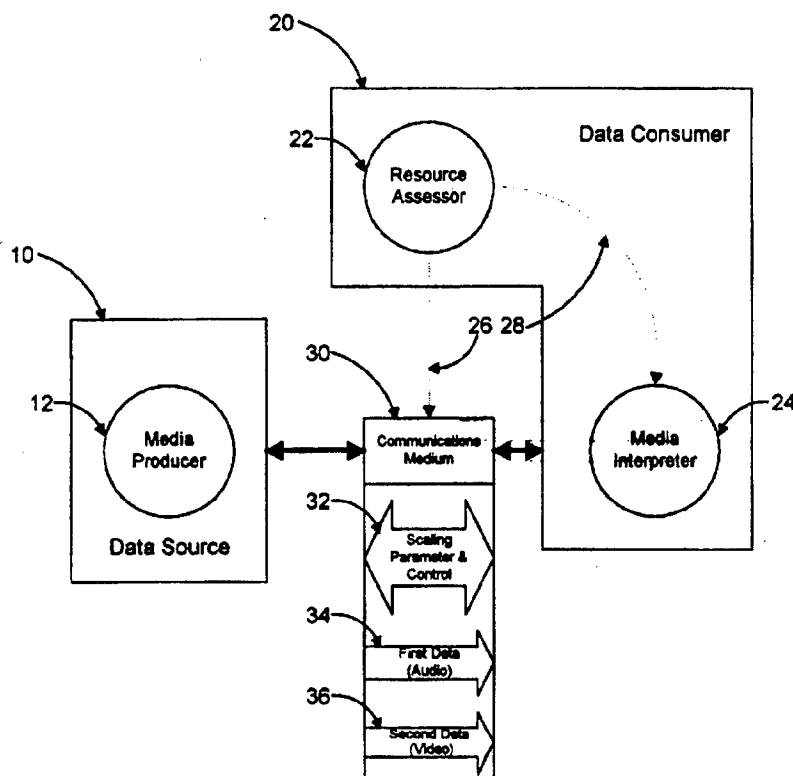 20
Data Consumer
22
Resource
Assessor
10
26 28
30
12
24
Media
Producer
Communications
Medium
Media
Interpreter
Data Source
32
Scaling
Parameter &
Control
34
First Data
(Audio)
36
Second Data
(Video)